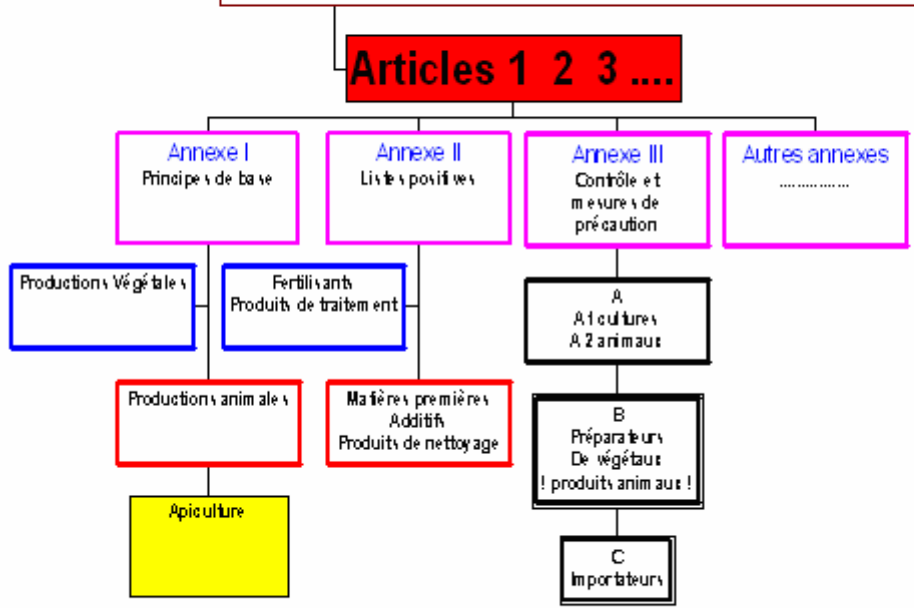 Articles 1 2 3 ....
Annexe I
Principes de base
Annexe II
Listes positives
Annexe III
Contrôle et
mesures de
précaution
Autres annexes
................
Productions Végétales
Fertilisants
Produits de traitement
A
A1 cultures
A2 animaux
Productions animales
Matières premières
Additifs
Produits de nettoyage
B
Préparateurs
De végétaux
! produits animaux !
Apiculture
C
Importateurs